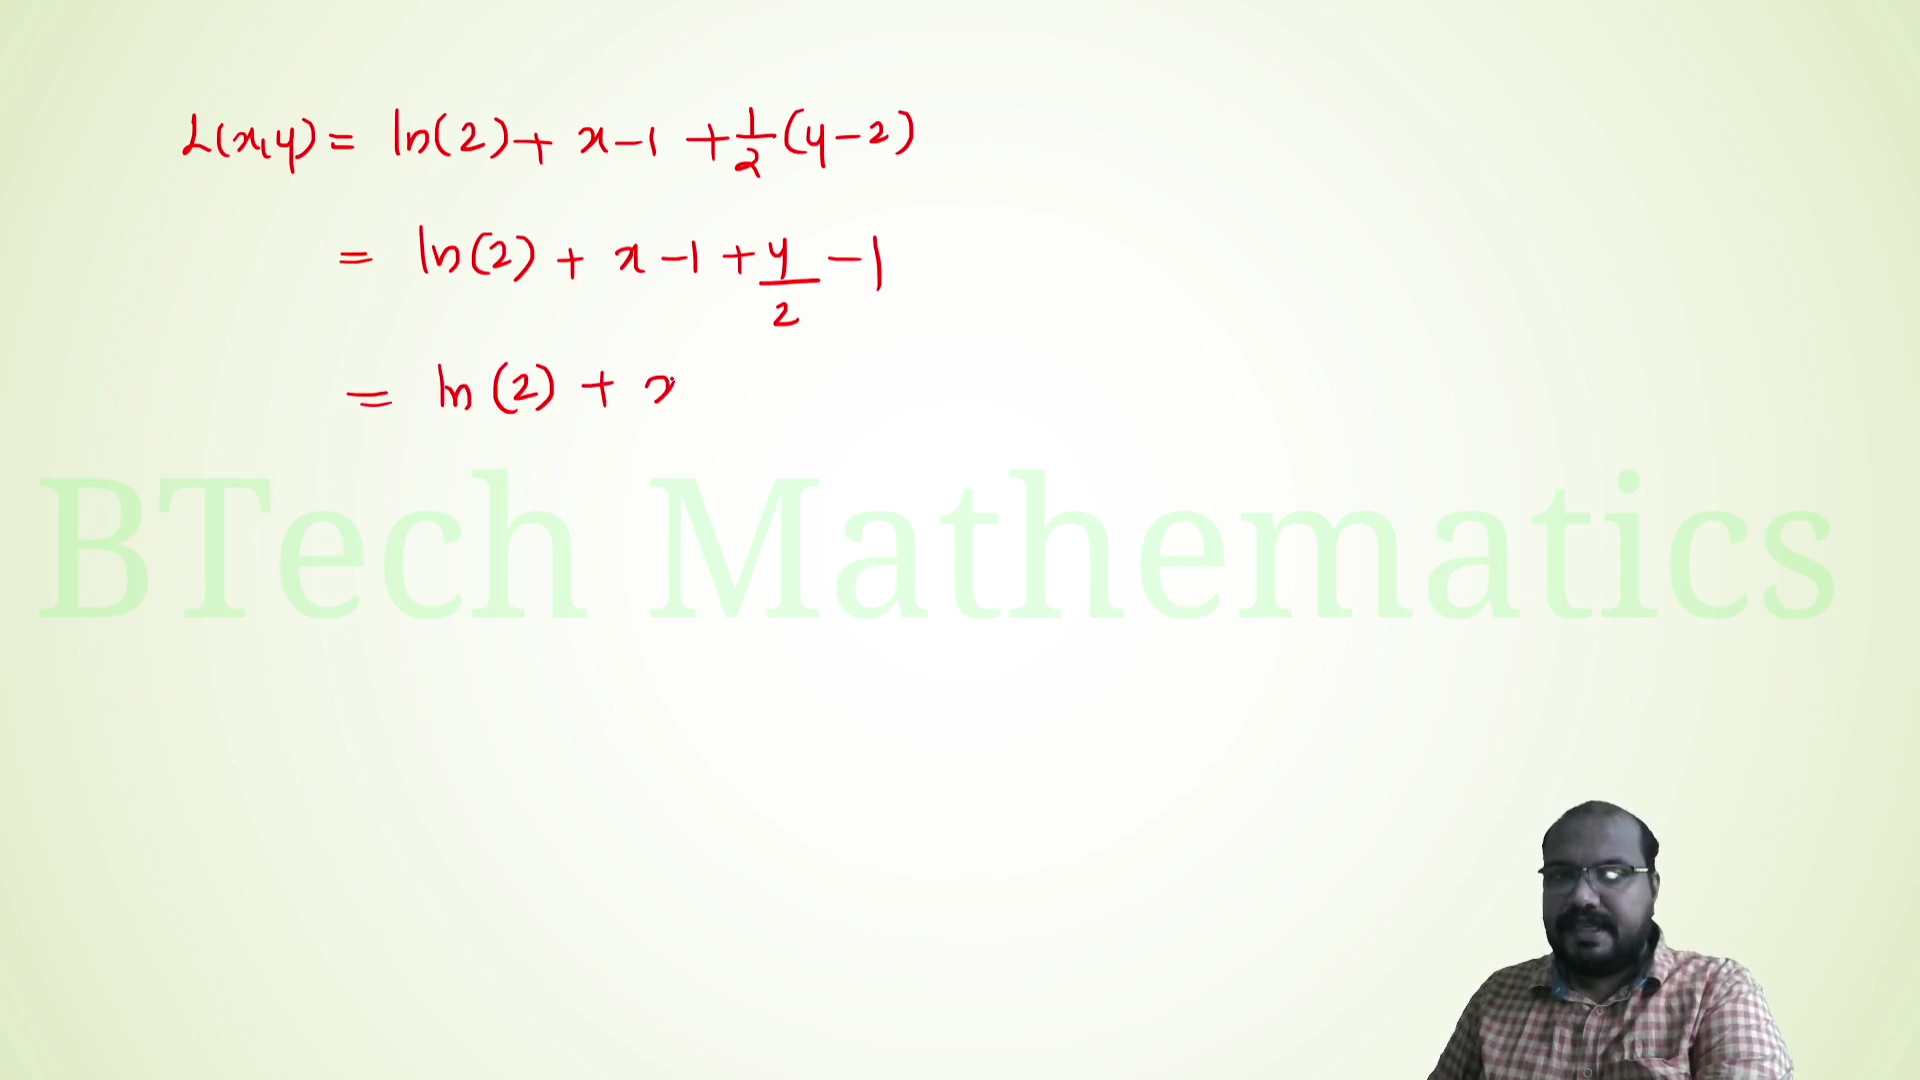 L(x,y) = ln(2) + x-1 + 1/2 (y-2)
= ln(2) + x-1 + y/2 - 1
= ln(2) + x
BTech Mathematics